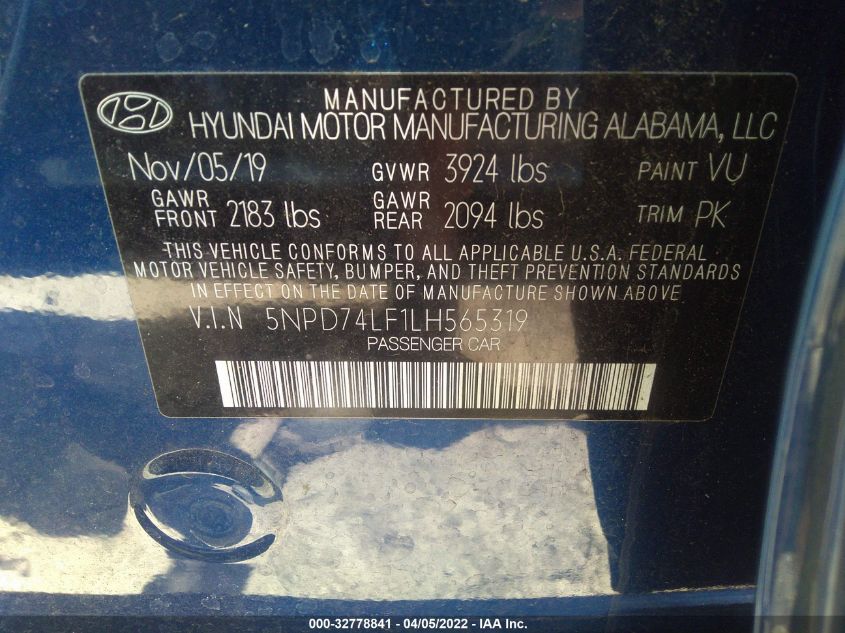 MANUFACTURED BY
HYUNDAI MOTOR MANUFACTURING ALABAMA, LLC
Nov/05/19 GVWR 3924 lbs PAINT VU
GAWR FRONT 2183 lbs GAWR REAR 2094 lbs TRIM PK
THIS VEHICLE CONFORMS TO ALL APPLICABLE U.S.A. FEDERAL
MOTOR VEHICLE SAFETY, BUMPER, AND THEFT PREVENTION STANDARDS
IN EFFECT ON THE DATE OF MANUFACTURE SHOWN ABOVE.
V.I.N 5NPD74LF1LH565319
PASSENGER CAR
000-32778841 - 04/05/2022 - IAA Inc.